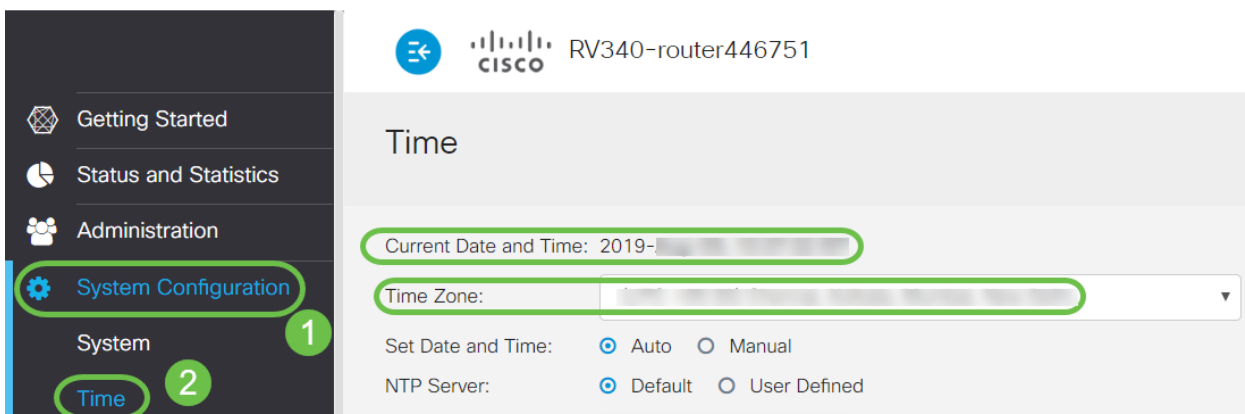 CISCO
RV340-router446751
Getting Started
Status and Statistics
Administration
System Configuration
1
System
2
Time
Time
Current Date and Time: 2019-
Time Zone:
Set Date and Time: Auto Manual
NTP Server: Default User Defined